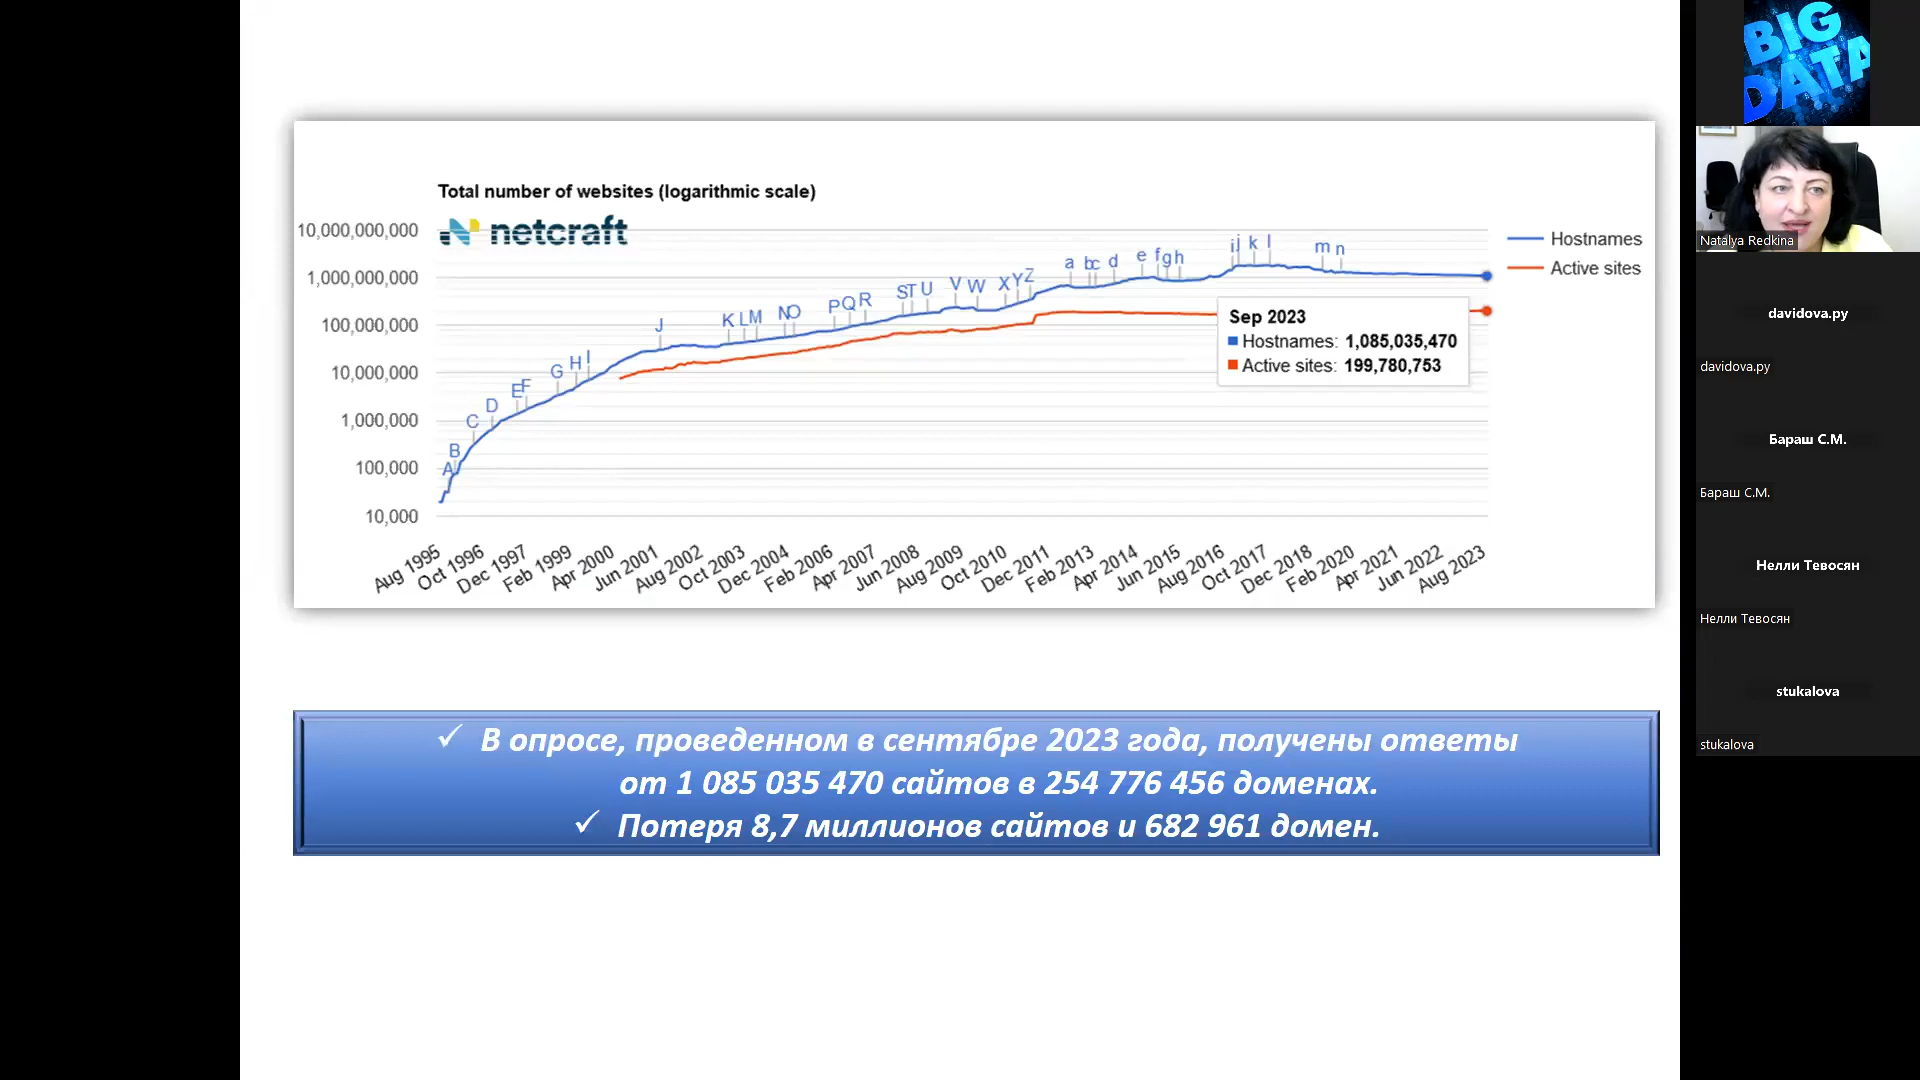 Total number of websites (logarithmic scale)
netcraft
10,000,000,000
1,000,000,000
100,000,000
10,000,000
1,000,000
100,000
10,000
A
B
C
D
E
F
G
H
I
J
K
L
M
N
O
P
Q
R
S
T
U
V
W
X
Y
Z
a
b
c
d
e
f
g
h
i
j
k
l
m
n
Hostnames
Active sites
Sep 2023
Hostnames: 1,085,035,470
Active sites: 199,780,753
Aug 1995
Oct 1996
Dec 1997
Feb 1999
Apr 2000
Jun 2001
Aug 2002
Oct 2003
Dec 2004
Feb 2006
Apr 2007
Jun 2008
Aug 2009
Oct 2010
Dec 2011
Feb 2013
Apr 2014
Jun 2015
Aug 2016
Oct 2017
Dec 2018
Feb 2020
Apr 2021
Jun 2022
Aug 2023
✓ В опросе, проведенном в сентябре 2023 года, получены ответы
от 1 085 035 470 сайтов в 254 776 456 доменах.
✓ Потеря 8,7 миллионов сайтов и 682 961 домен.
BIG
DATA
Natalya Redkina
davidova.py
davidova.py
Бараш С.М.
Бараш С.М.
Нелли Тевосян
Нелли Тевосян
stukalova
stukalova